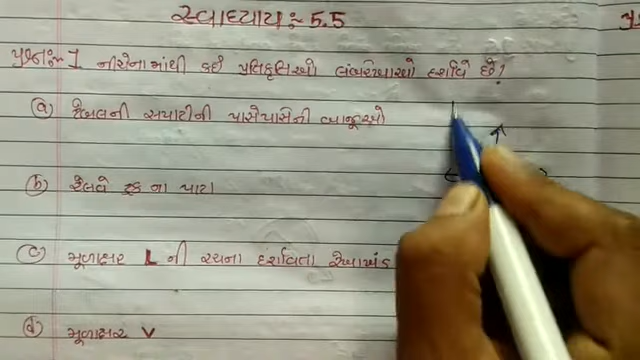 સ્વાધ્યાય :- 5.5
પ્રશ્ન :- 1 નીચેનામાંથી કઈ પ્રતિકૃતિઓ લંબરેખાઓ દર્શાવે છે?
(a) ટેબલની સપાટીની પાસેપાસેની બાજુઓ
(b) રેલવે ટ્રેક ના પાટા
(c) મૂળાક્ષર L ની રચના દર્શાવતા રેખાખંડ
(d) મૂળાક્ષર V